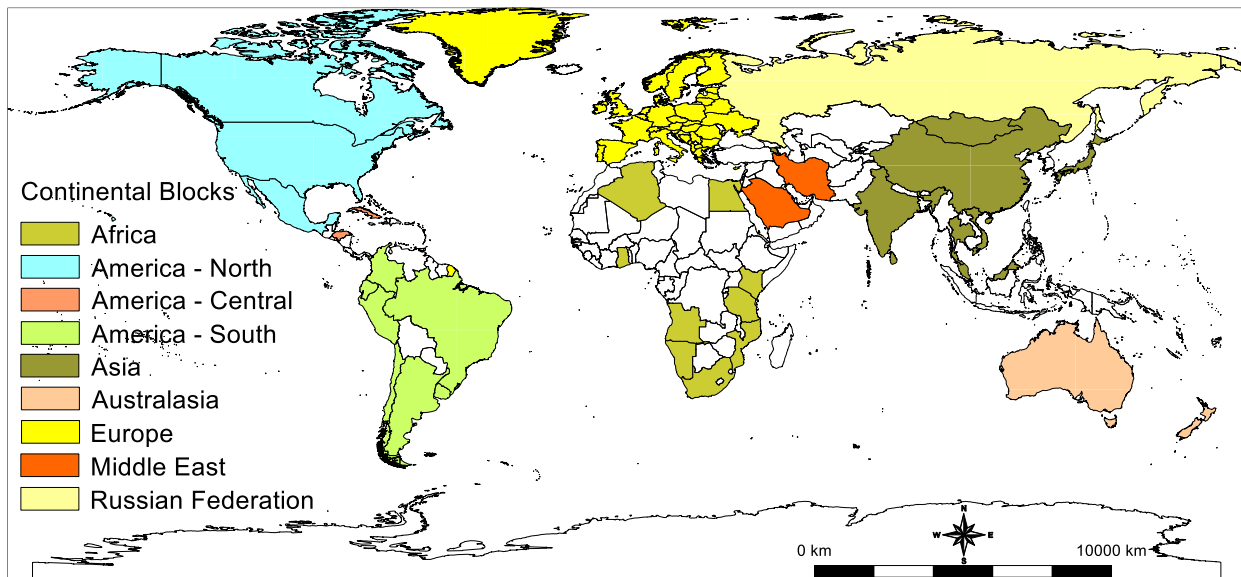 Continental Blocks
Africa
America - North
America - Central
America - South
Asia
Australasia
Europe
Middle East
Russian Federation
N
W E
S
0 km 10000 km